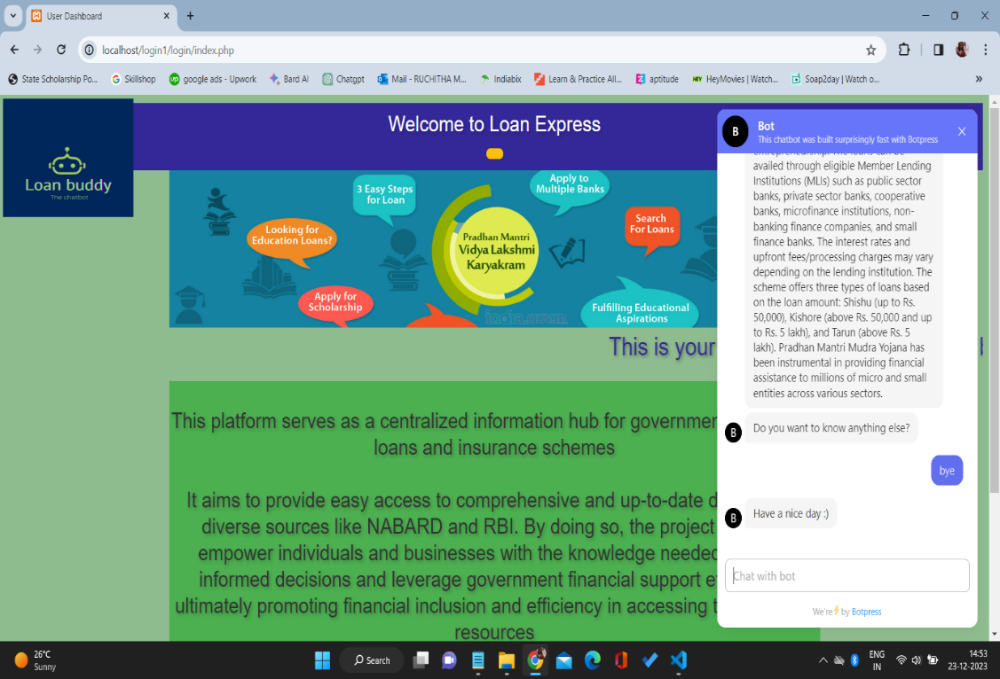 User Dashboard
localhost/login1/login/index.php
State Scholarship Po...
Skillshop
google ads - Upwork
Bard AI
Chatgpt
Mail - RUCHITHA M...
Indiabix
Learn & Practice All...
aptitude
HeyMovies | Watch...
Soap2day | Watch o...
Loan buddy
The chatbot
Welcome to Loan Express
3 Easy Steps
for Loan
Apply to
Multiple Banks
Looking for
Education Loans?
Search
For Loans
Pradhan Mantri
Vidya Lakshmi
Karyakram
Apply for
Scholarship
Fulfilling Educational
Aspirations
This is your
This platform serves as a centralized information hub for governmen
loans and insurance schemes
It aims to provide easy access to comprehensive and up-to-date d
diverse sources like NABARD and RBI. By doing so, the project
empower individuals and businesses with the knowledge needed
informed decisions and leverage government financial support ef
ultimately promoting financial inclusion and efficiency in accessing t
resources
B
Bot
This chatbot was built surprisingly fast with Botpress
entrepreneurship. The loans can be
availed through eligible Member Lending
Institutions (MLIs) such as public sector
banks, private sector banks, cooperative
banks, microfinance institutions, non-
banking finance companies, and small
finance banks. The interest rates and
upfront fees/processing charges may vary
depending on the lending institution. The
scheme offers three types of loans based
on the loan amount: Shishu (up to Rs.
50,000), Kishore (above Rs. 50,000 and up
to Rs. 5 lakh), and Tarun (above Rs. 5
lakh). Pradhan Mantri Mudra Yojana has
been instrumental in providing financial
assistance to millions of micro and small
entities across various sectors.
B
Do you want to know anything else?
bye
B
Have a nice day :)
Chat with bot
We're⚡by Botpress
26°C
Sunny
Search
ENG
IN
14:53
23-12-2023